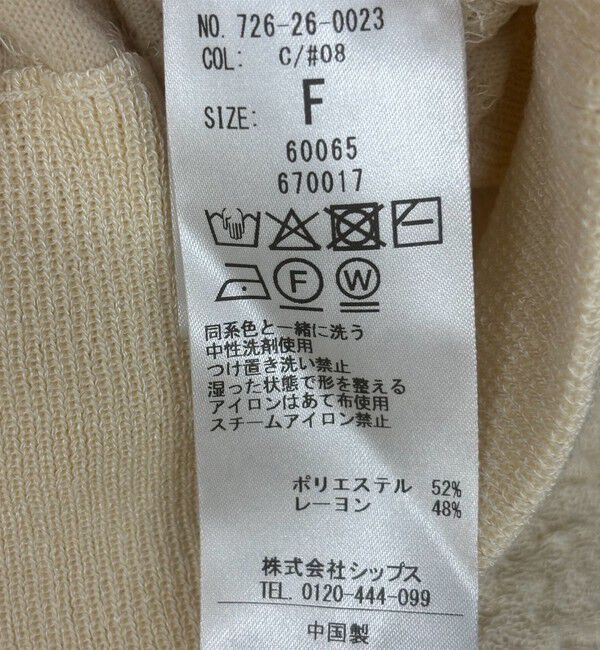 NO. 726-26-0023
COL: C/#08
SIZE: F
60065
670017
F W
同系色と一緒に洗う
中性洗剤使用
つけ置き洗い禁止
湿った状態で形を整える
アイロンはあて布使用
スチームアイロン禁止
ポリエステル 52%
レーヨン 48%
株式会社シップス
TEL. 0120-444-099
中国製